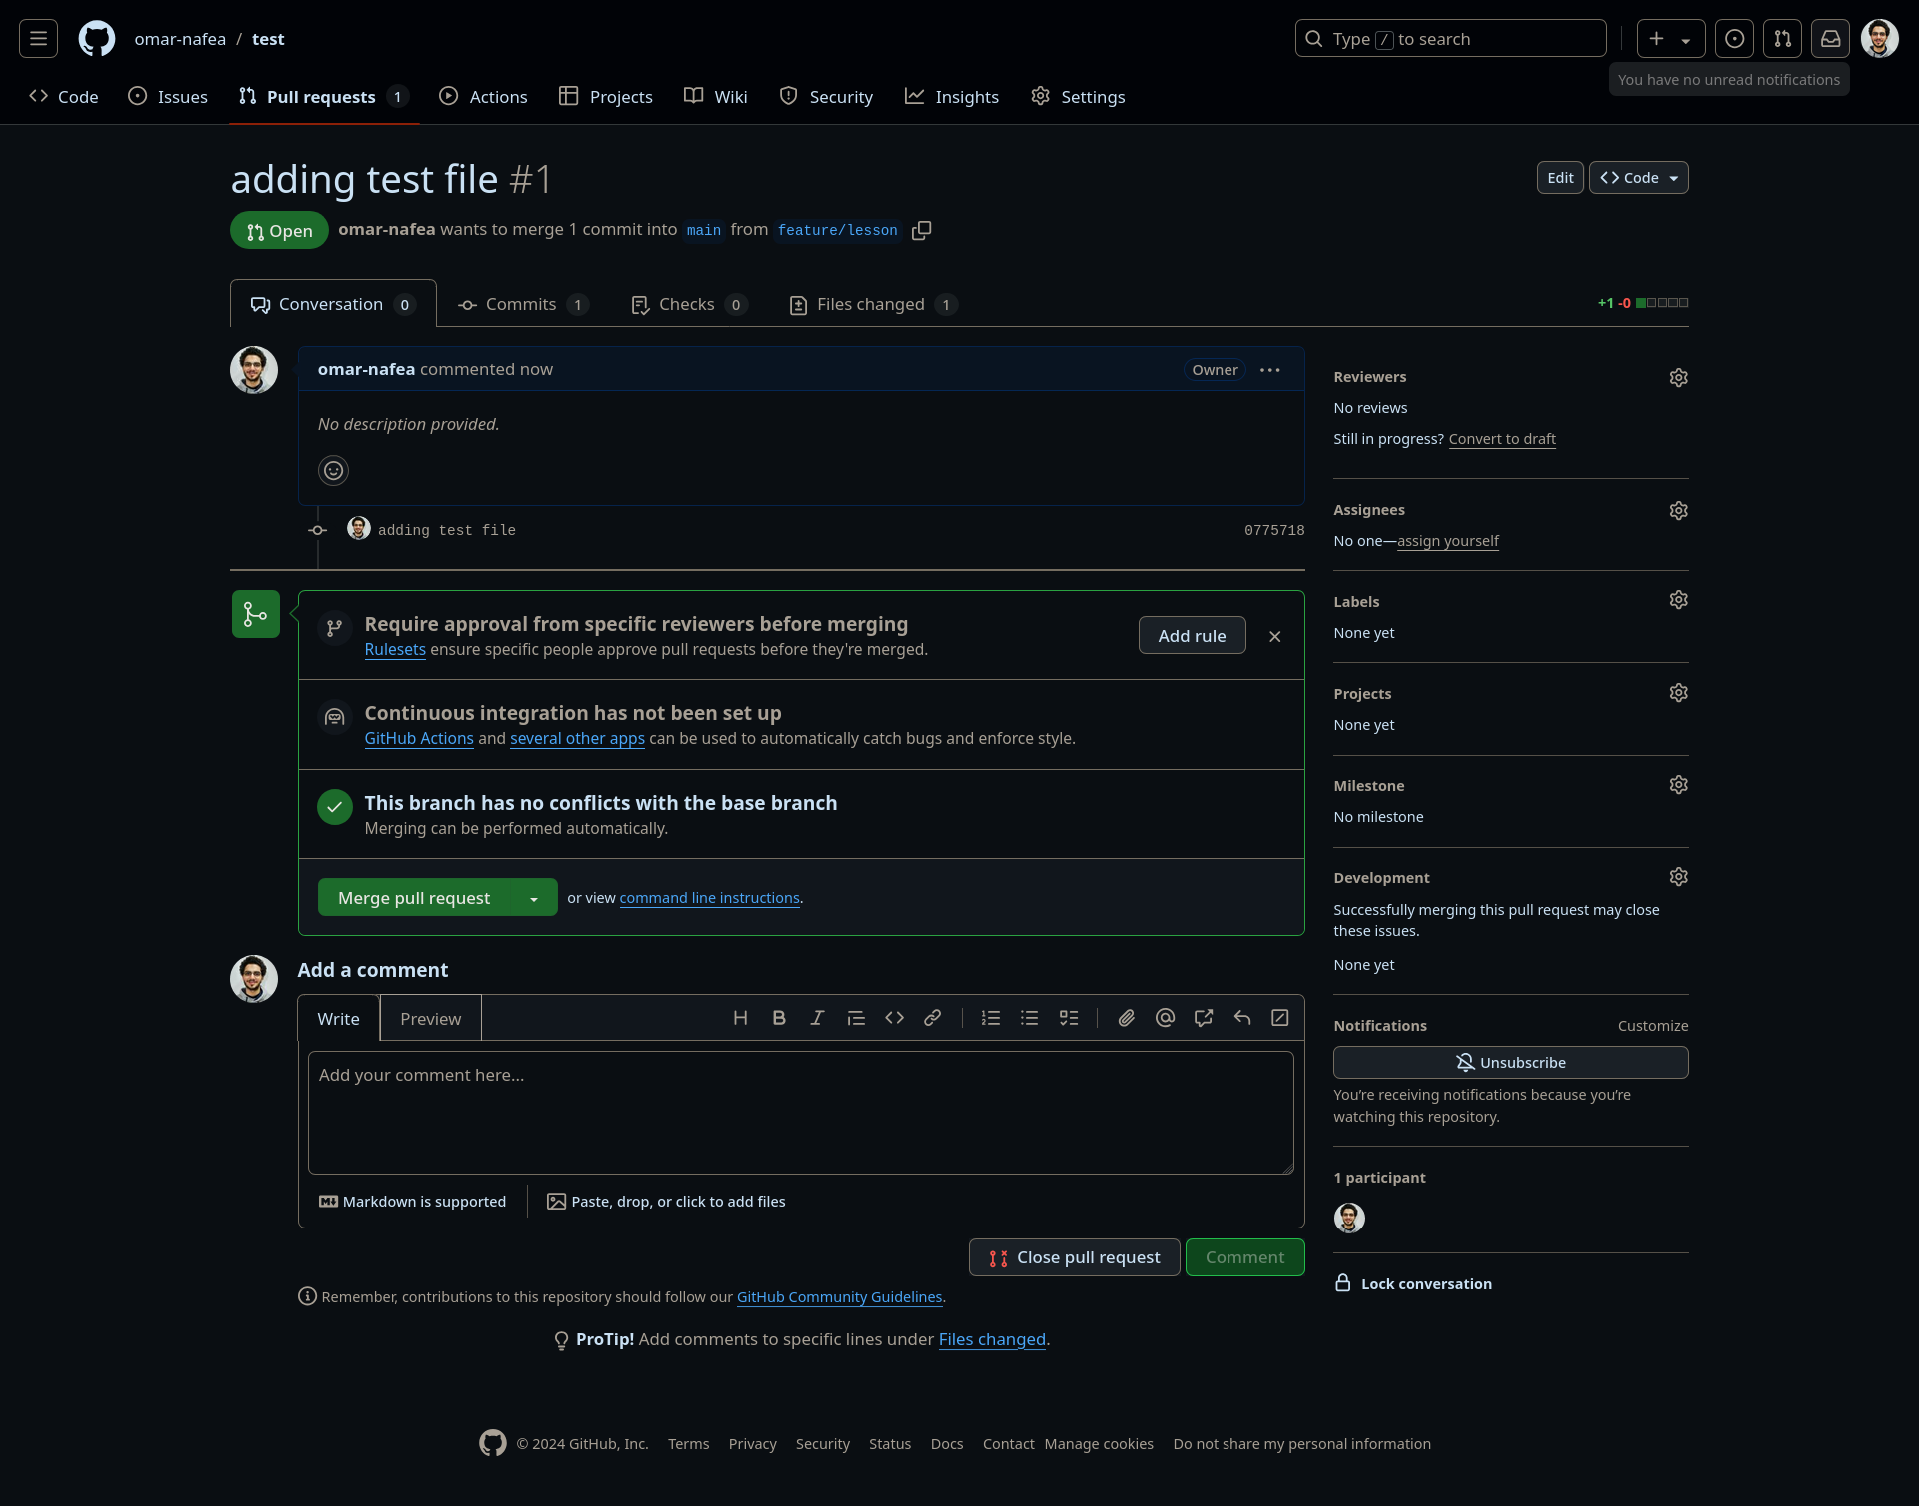 omar-nafea / test
Type / to search
You have no unread notifications
Code
Issues
Pull requests 1
Actions
Projects
Wiki
Security
Insights
Settings
adding test file #1
Edit
Code
Open
omar-nafea wants to merge 1 commit into main from feature/lesson
Conversation 0
Commits 1
Checks 0
Files changed 1
+1 -0
omar-nafea commented now
Owner
No description provided.
adding test file
0775718
Require approval from specific reviewers before merging
Rulesets ensure specific people approve pull requests before they're merged.
Add rule
Continuous integration has not been set up
GitHub Actions and several other apps can be used to automatically catch bugs and enforce style.
This branch has no conflicts with the base branch
Merging can be performed automatically.
Merge pull request
or view command line instructions.
Add a comment
Write
Preview
Add your comment here...
Markdown is supported
Paste, drop, or click to add files
Close pull request
Comment
Remember, contributions to this repository should follow our GitHub Community Guidelines.
ProTip! Add comments to specific lines under Files changed.
Reviewers
No reviews
Still in progress? Convert to draft
Assignees
No one—assign yourself
Labels
None yet
Projects
None yet
Milestone
No milestone
Development
Successfully merging this pull request may close
these issues.
None yet
Notifications
Customize
Unsubscribe
You’re receiving notifications because you’re
watching this repository.
1 participant
Lock conversation
© 2024 GitHub, Inc.
Terms
Privacy
Security
Status
Docs
Contact
Manage cookies
Do not share my personal information